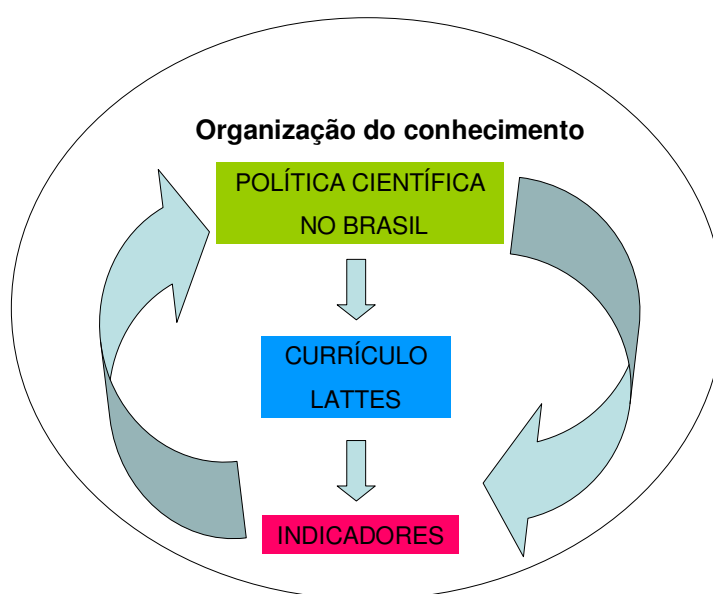 Organização do conhecimento
POLÍTICA CIENTÍFICA
NO BRASIL
CURRÍCULO
LATTES
INDICADORES